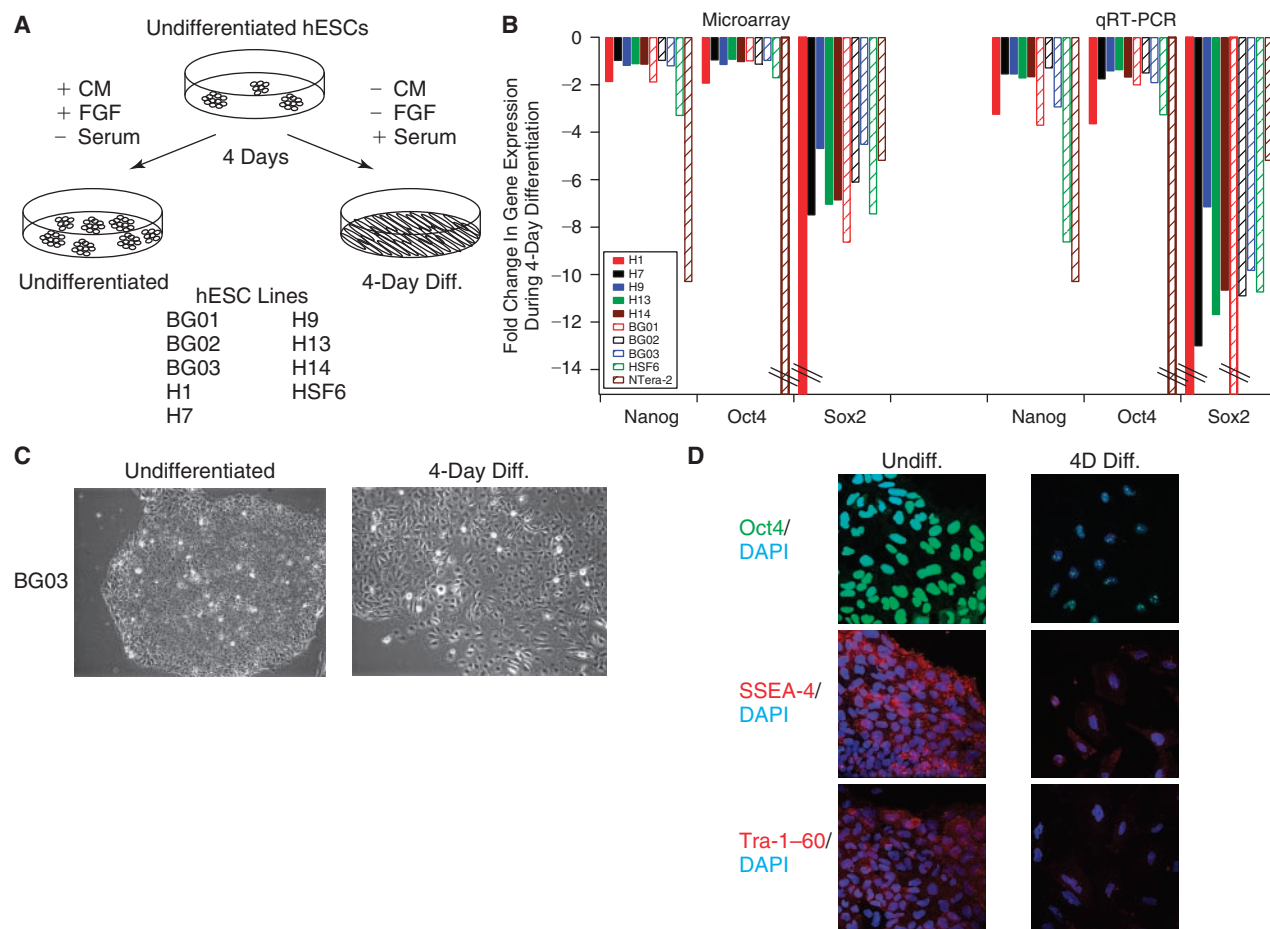 A
Undifferentiated hESCs
+ CM
+ FGF
− Serum
− CM
− FGF
+ Serum
4 Days
Undifferentiated
4-Day Diff.
hESC Lines
BG01
BG02
BG03
H1
H7
H9
H13
H14
HSF6
B
Microarray
qRT-PCR
Fold Change In Gene Expression
During 4-Day Differentiation
0
−2
−4
−6
−8
−10
−12
−14
H1
H7
H9
H13
H14
BG01
BG02
BG03
HSF6
NTera-2
Nanog
Oct4
Sox2
Nanog
Oct4
Sox2
C
Undifferentiated
4-Day Diff.
BG03
D
Undiff.
4D Diff.
Oct4/
DAPI
SSEA-4/
DAPI
Tra-1–60/
DAPI